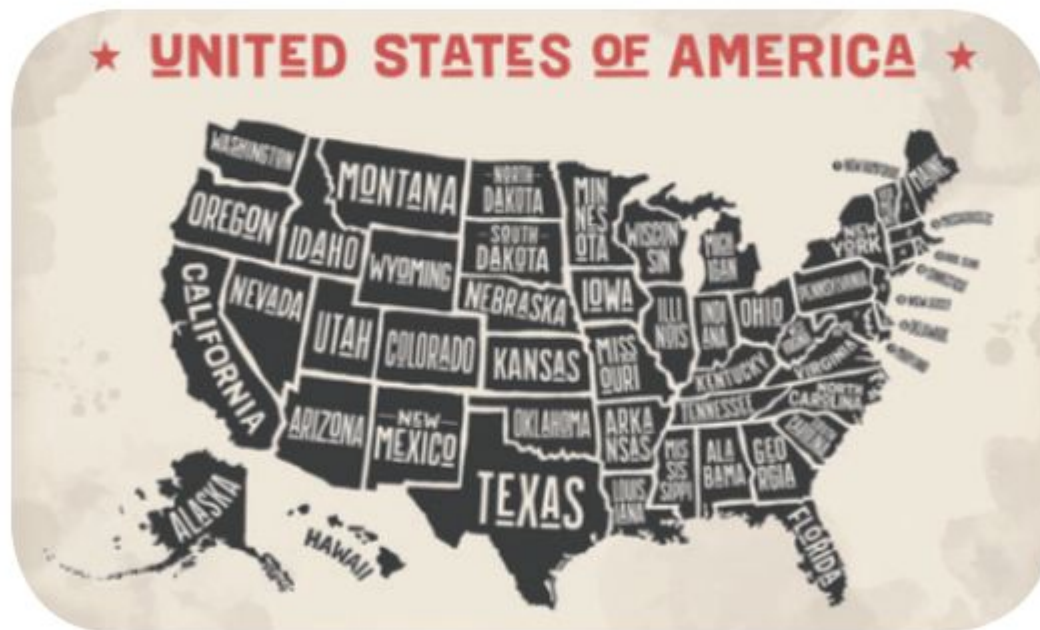 ★ UNITED STATES OF AMERICA ★
WASHINGTON
MONTANA
NORTH
DAKOTA
MIN
NES
OTA
MAINE
OREGON
IDAHO
WYOMING
SOUTH
DAKOTA
WISCON
SIN
MICH
IGAN
NEW
YORK
CALIFORNIA
NEVADA
UTAH
COLORADO
NEBRASKA
IOWA
ILLI
NOIS
INDI
ANA
OHIO
PENNSYLVANIA
KANSAS
MISS
OURI
KENTUCKY
VIRGINIA
ARIZONA
NEW
MEXICO
OKLAHOMA
ARKA
NSAS
TENNESSEE
NORTH
CAROLINA
TEXAS
LOUIS
IANA
MIS
SIS
SIPPI
ALA
BAMA
GEO
RGIA
FLORIDA
ALASKA
HAWAII